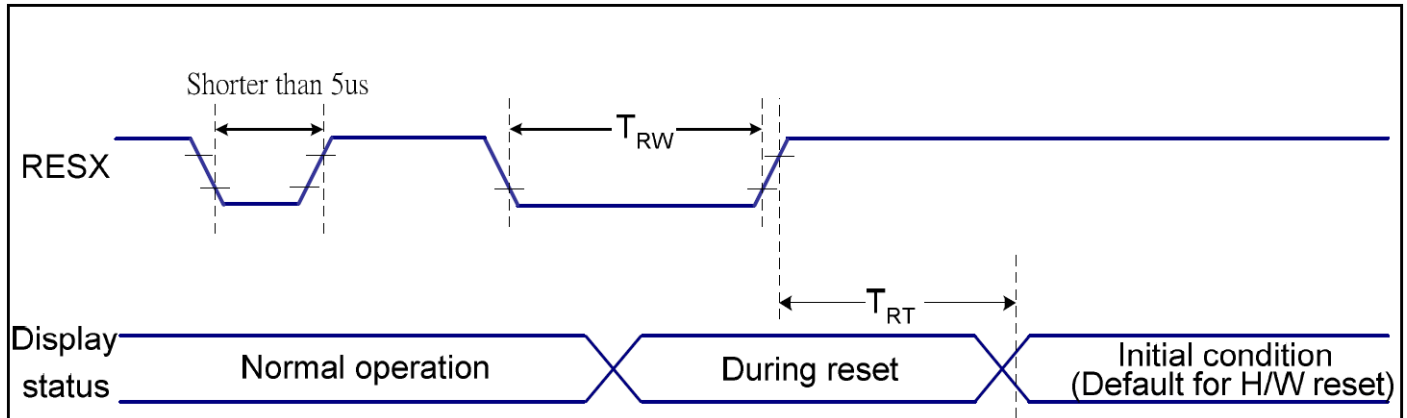 Shorter than 5us
RESX
TRW
TRT
Display
status
Normal operation
During reset
Initial condition
(Default for H/W reset)